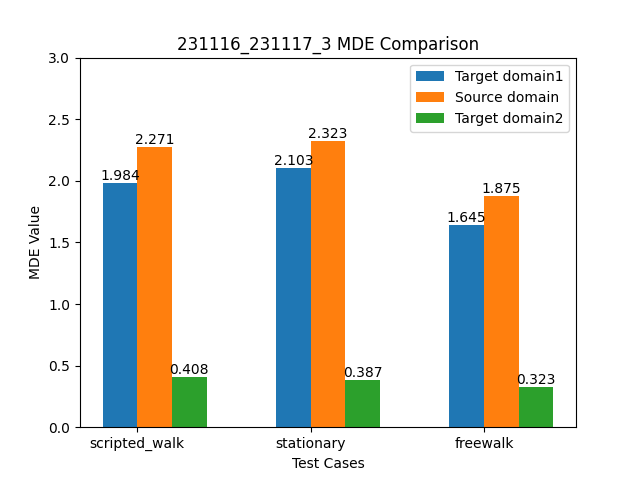 231116_231117_3 MDE Comparison
Target domain1
Source domain
Target domain2
3.0
2.5
2.0
1.5
1.0
0.5
0.0
MDE Value
1.984
2.271
0.408
2.103
2.323
0.387
1.645
1.875
0.323
scripted_walk
stationary
freewalk
Test Cases